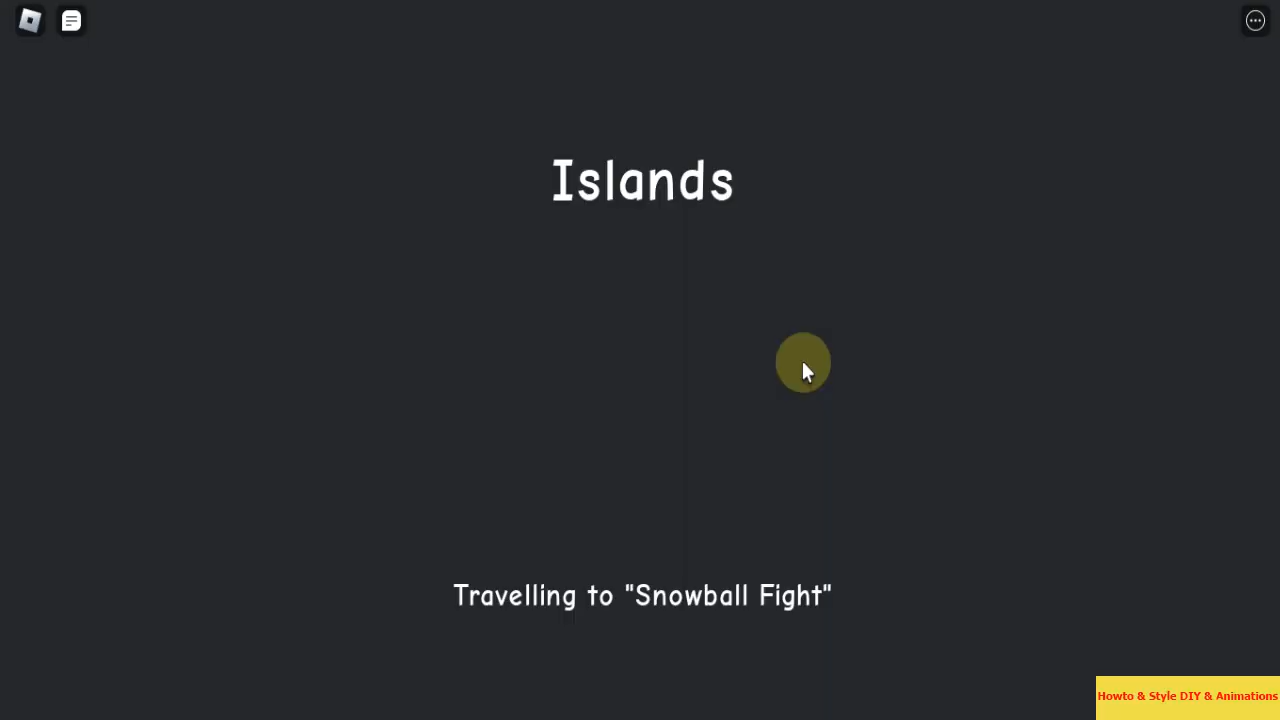 Islands
Travelling to "Snowball Fight"
Howto & Style DIY & Animations